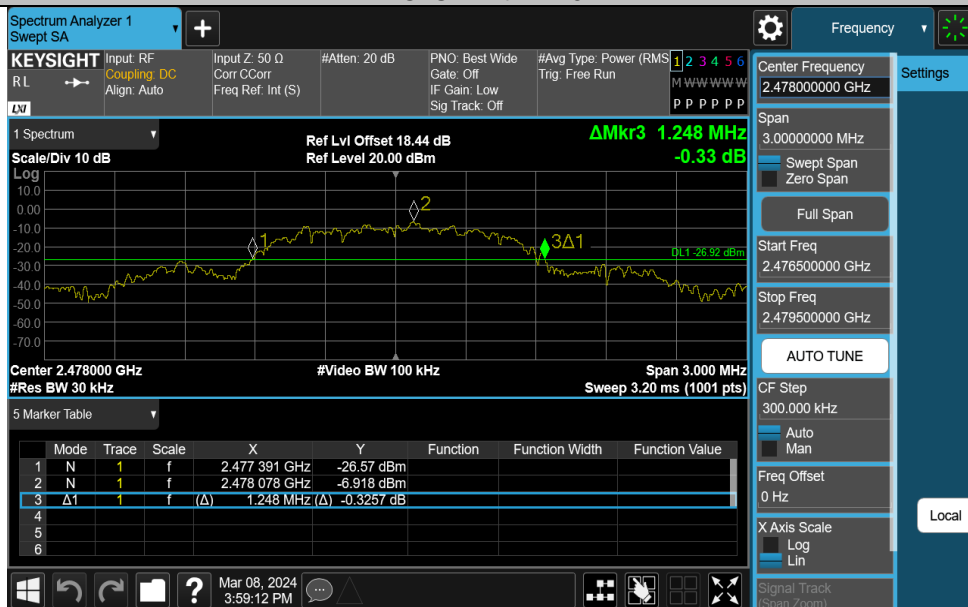 Spectrum Analyzer 1
Swept SA
+
Frequency
KEYSIGHT
RL
LXI
Input: RF
Coupling: DC
Align: Auto
Input Z: 50 Ω
Corr CCorr
Freq Ref: Int (S)
#Atten: 20 dB
PNO: Best Wide
Gate: Off
IF Gain: Low
Sig Track: Off
#Avg Type: Power (RMS
Trig: Free Run
1 2 3 4 5 6
M W W W W W
P P P P P P
1 Spectrum
Scale/Div 10 dB
Ref Lvl Offset 18.44 dB
Ref Level 20.00 dBm
ΔMkr3 1.248 MHz
-0.33 dB
Log
10.0
0.00
-10.0
-20.0
-30.0
-40.0
-50.0
-60.0
-70.0
1
2
3Δ1
DL1 -26.92 dBm
Center 2.478000 GHz
#Res BW 30 kHz
#Video BW 100 kHz
Span 3.000 MHz
Sweep 3.20 ms (1001 pts)
5 Marker Table
Mode Trace Scale X Y Function Function Width Function Value
1 N 1 f 2.477 391 GHz -26.57 dBm
2 N 1 f 2.478 078 GHz -6.918 dBm
3 Δ1 1 f (Δ) 1.248 MHz (Δ) -0.3257 dB
4
5
6
?
Mar 08, 2024
3:59:12 PM
Center Frequency
2.478000000 GHz
Span
3.00000000 MHz
Swept Span
Zero Span
Full Span
Start Freq
2.476500000 GHz
Stop Freq
2.479500000 GHz
AUTO TUNE
CF Step
300.000 kHz
Auto
Man
Freq Offset
0 Hz
X Axis Scale
Log
Lin
Signal Track
(Span Zoom)
Settings
Local